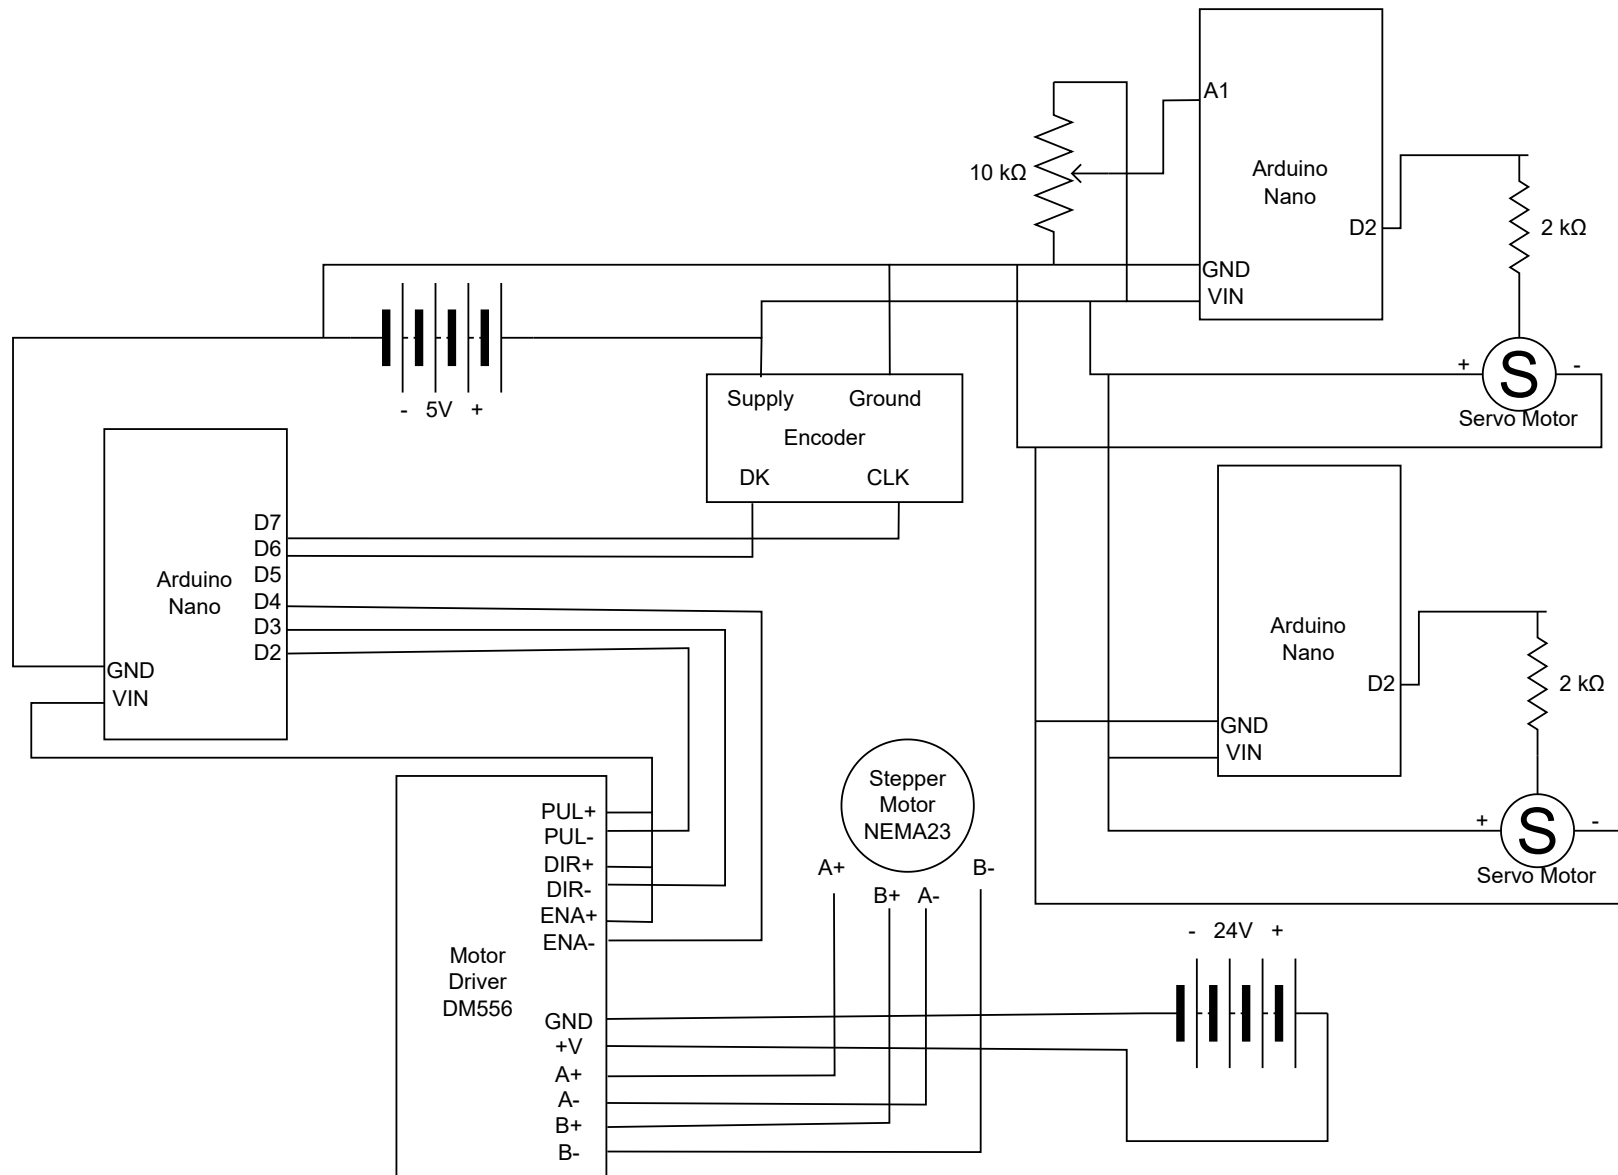 A1
10 kΩ
Arduino
Nano
D2
2 kΩ
GND
VIN
+
-
S
Servo Motor
- 5V +
Supply
Ground
Encoder
DK
CLK
D7
D6
D5
D4
D3
D2
Arduino
Nano
GND
VIN
Arduino
Nano
D2
2 kΩ
GND
VIN
+
-
S
Servo Motor
Stepper
Motor
NEMA23
A+
B+
A-
B-
PUL+
PUL-
DIR+
DIR-
ENA+
ENA-
Motor
Driver
DM556
GND
+V
A+
A-
B+
B-
- 24V +